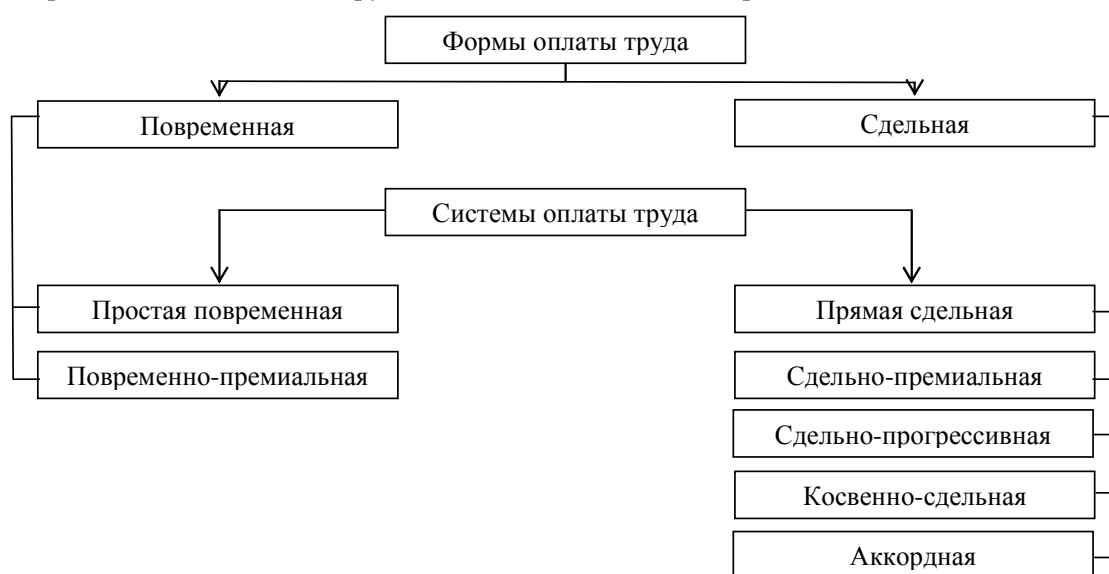 Формы оплаты труда
Повременная
Сдельная
Системы оплаты труда
Простая повременная
Прямая сдельная
Повременно-премиальная
Сдельно-премиальная
Сдельно-прогрессивная
Косвенно-сдельная
Аккордная